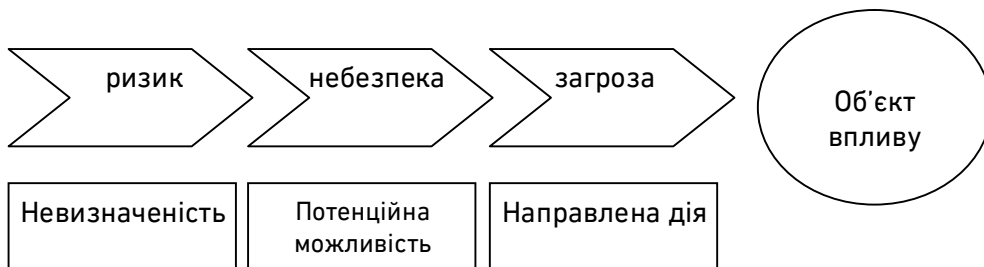 ризик
небезпека
загроза
Об’єкт
впливу
Невизначеність
Потенційна
можливість
Направлена дія